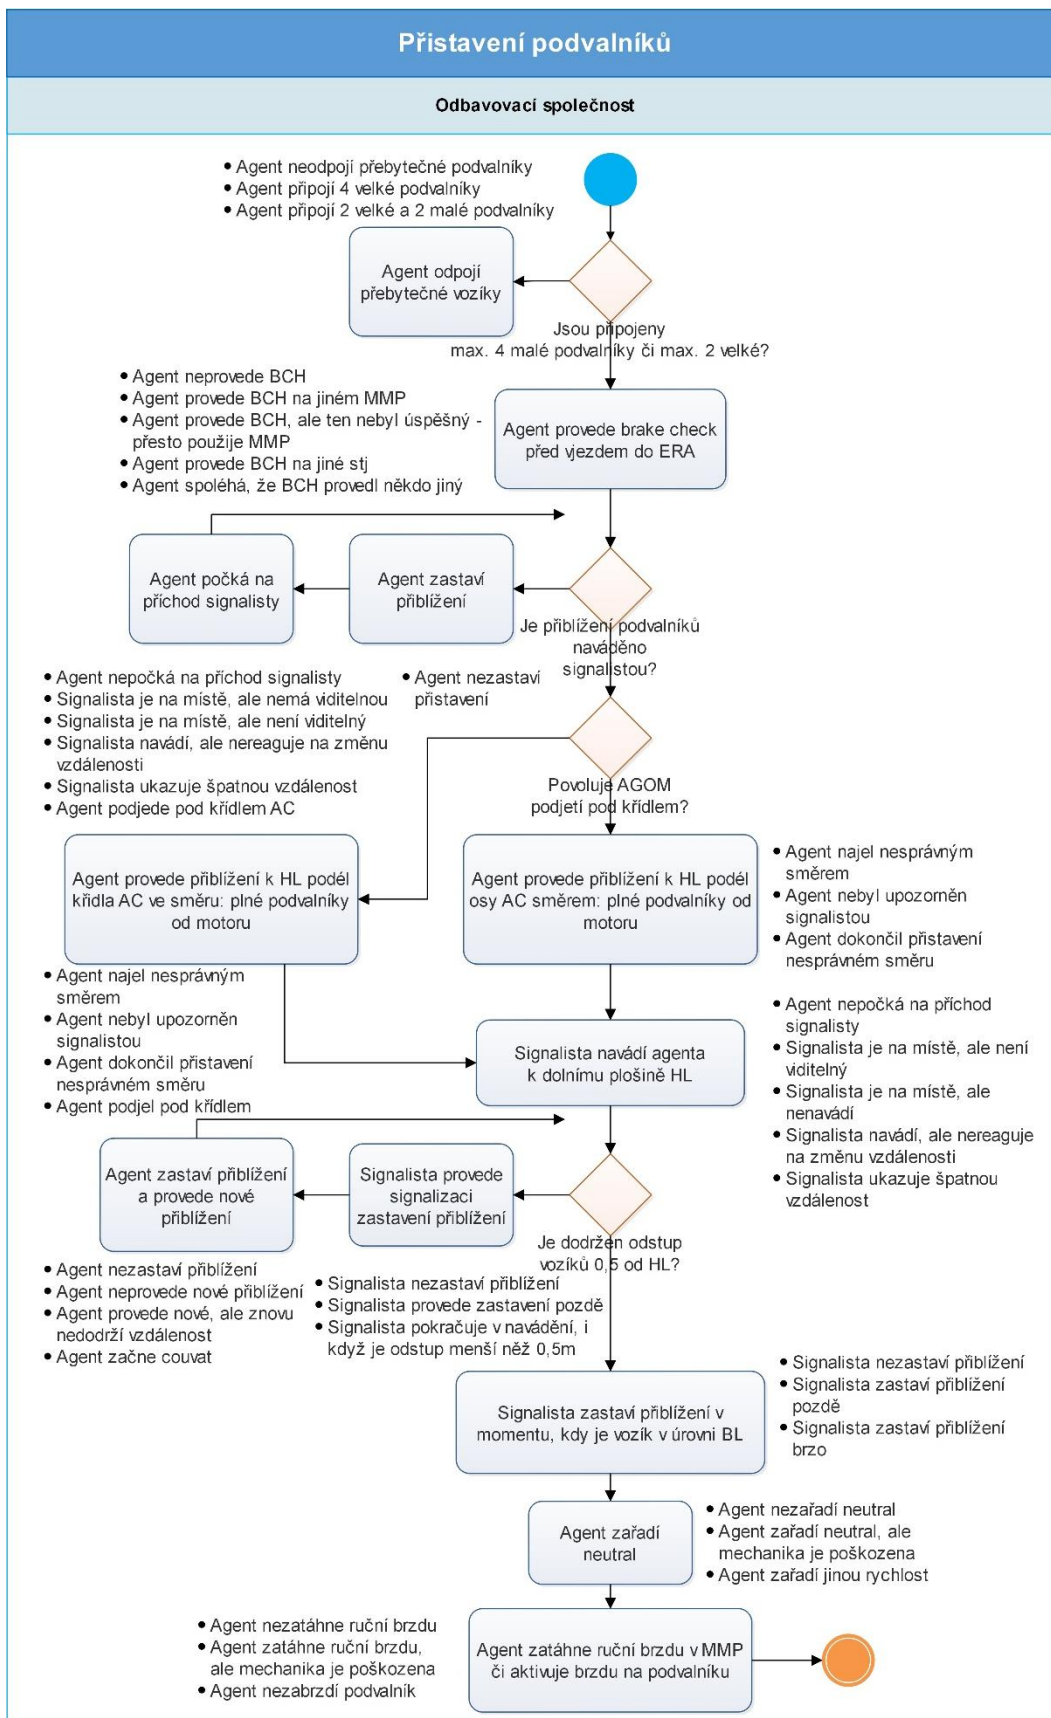 Přistavení podvalníků
Odbavovací společnost
• Agent neodpojí přebytečné podvalníky
• Agent připojí 4 velké podvalníky
• Agent připojí 2 velké a 2 malé podvalníky
Agent odpojí
přebytečné vozíky
Jsou připojeny
max. 4 malé podvalníky či max. 2 velké?
• Agent neprovede BCH
• Agent provede BCH na jiném MMP
• Agent provede BCH, ale ten nebyl úspěšný -
přesto použije MMP
• Agent provede BCH na jiné stj
• Agent spoléhá, že BCH provedl někdo jiný
Agent provede brake check
před vjezdem do ERA
Agent počká na
příchod signalisty
Agent zastaví
přiblížení
Je přiblížení podvalníků
naváděno
signalistou?
• Agent nepočká na příchod signalisty
• Signalista je na místě, ale nemá viditelnou
• Signalista je na místě, ale není viditelný
• Signalista navádí, ale nereaguje na změnu
vzdálenosti
• Signalista ukazuje špatnou vzdálenost
• Agent podjede pod křídlem AC
• Agent nezastaví
přistavení
Povoluje AGOM
podjetí pod křídlem?
Agent provede přiblížení k HL podél
křidla AC ve směru: plné podvalníky
od motoru
Agent provede přiblížení k HL podél
osy AC směrem: plné podvalníky od
motoru
• Agent najel nesprávným
směrem
• Agent nebyl upozorněn
signalistou
• Agent dokončil přistavení
nesprávném směru
• Agent najel nesprávným
směrem
• Agent nebyl upozorněn
signalistou
• Agent dokončil přistavení
nesprávném směru
• Agent podjel pod křídlem
Signalista navádí agenta
k dolnímu plošině HL
• Agent nepočká na příchod
signalisty
• Signalista je na místě, ale není
viditelný
• Signalista je na místě, ale
nenavádí
• Signalista navádí, ale nereaguje
na změnu vzdálenosti
• Signalista ukazuje špatnou
vzdálenost
Agent zastaví přiblížení
a provede nové
přiblížení
Signalista provede
signalizaci
zastavení přiblížení
Je dodržen odstup
vozíků 0,5 od HL?
• Agent nezastaví přiblížení
• Agent neprovede nové přiblížení
• Agent provede nové, ale znovu
nedodrží vzdálenost
• Agent začne couvat
• Signalista nezastaví přiblížení
• Signalista provede zastavení pozdě
• Signalista pokračuje v navádění, i
když je odstup menší něž 0,5m
Signalista zastaví přiblížení v
momentu, kdy je vozík v úrovni BL
• Signalista nezastaví přiblížení
• Signalista zastaví přiblížení
pozdě
• Signalista zastaví přiblížení
brzo
Agent zařadí
neutral
• Agent nezařadí neutral
• Agent zařadí neutral, ale
mechanika je poškozena
• Agent zařadí jinou rychlost
• Agent nezatáhne ruční brzdu
• Agent zatáhne ruční brzdu,
ale mechanika je poškozena
• Agent nezabrzdí podvalník
Agent zatáhne ruční brzdu v MMP
či aktivuje brzdu na podvalníku